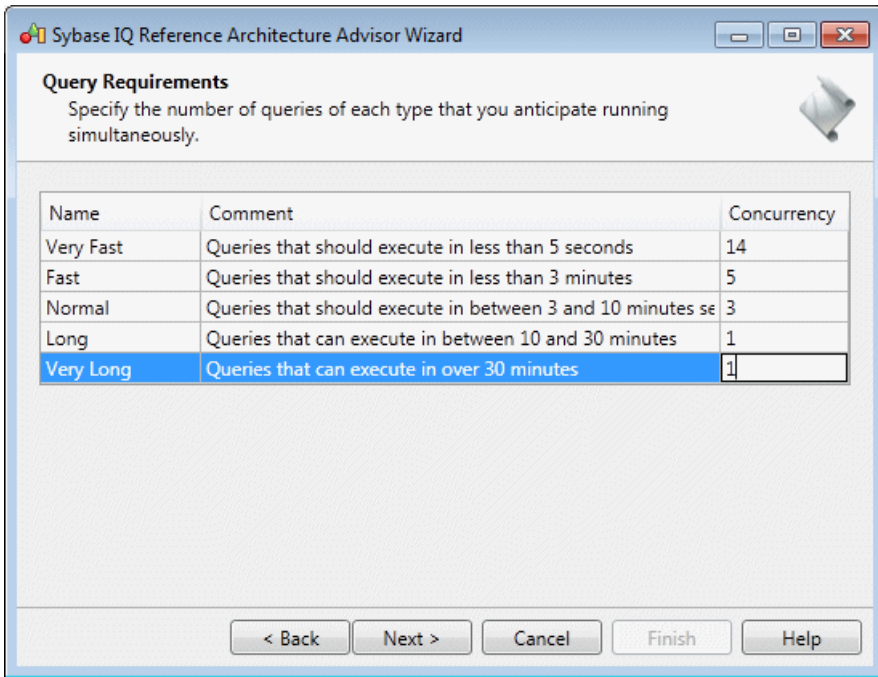 Sybase IQ Reference Architecture Advisor Wizard
Query Requirements
Specify the number of queries of each type that you anticipate running
simultaneously.
Name Comment Concurrency
Very Fast Queries that should execute in less than 5 seconds 14
Fast Queries that should execute in less than 3 minutes 5
Normal Queries that should execute in between 3 and 10 minutes se 3
Long Queries that can execute in between 10 and 30 minutes 1
Very Long Queries that can execute in over 30 minutes 1
< Back Next > Cancel Finish Help